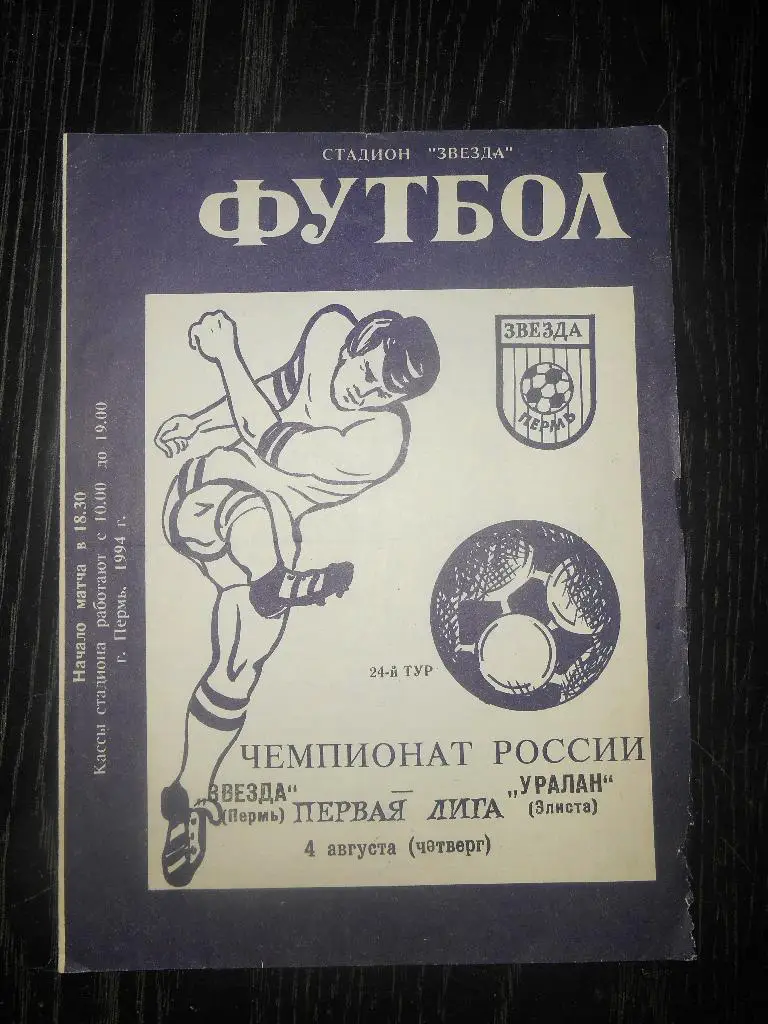 СТАДИОН "ЗВЕЗДА"
ФУТБОЛ
ЗВЕЗДА
ПЕРМЬ
24-й ТУР
ЧЕМПИОНАТ РОССИИ
„ЗВЕЗДА“ — „УРАЛАН“
(Пермь) ПЕРВАЯ ЛИГА (Элиста)
4 августа (четверг)
Начало матча в 18.30
Кассы стадиона работают с 10.00 до 19.00
г. Пермь. 1994 г.